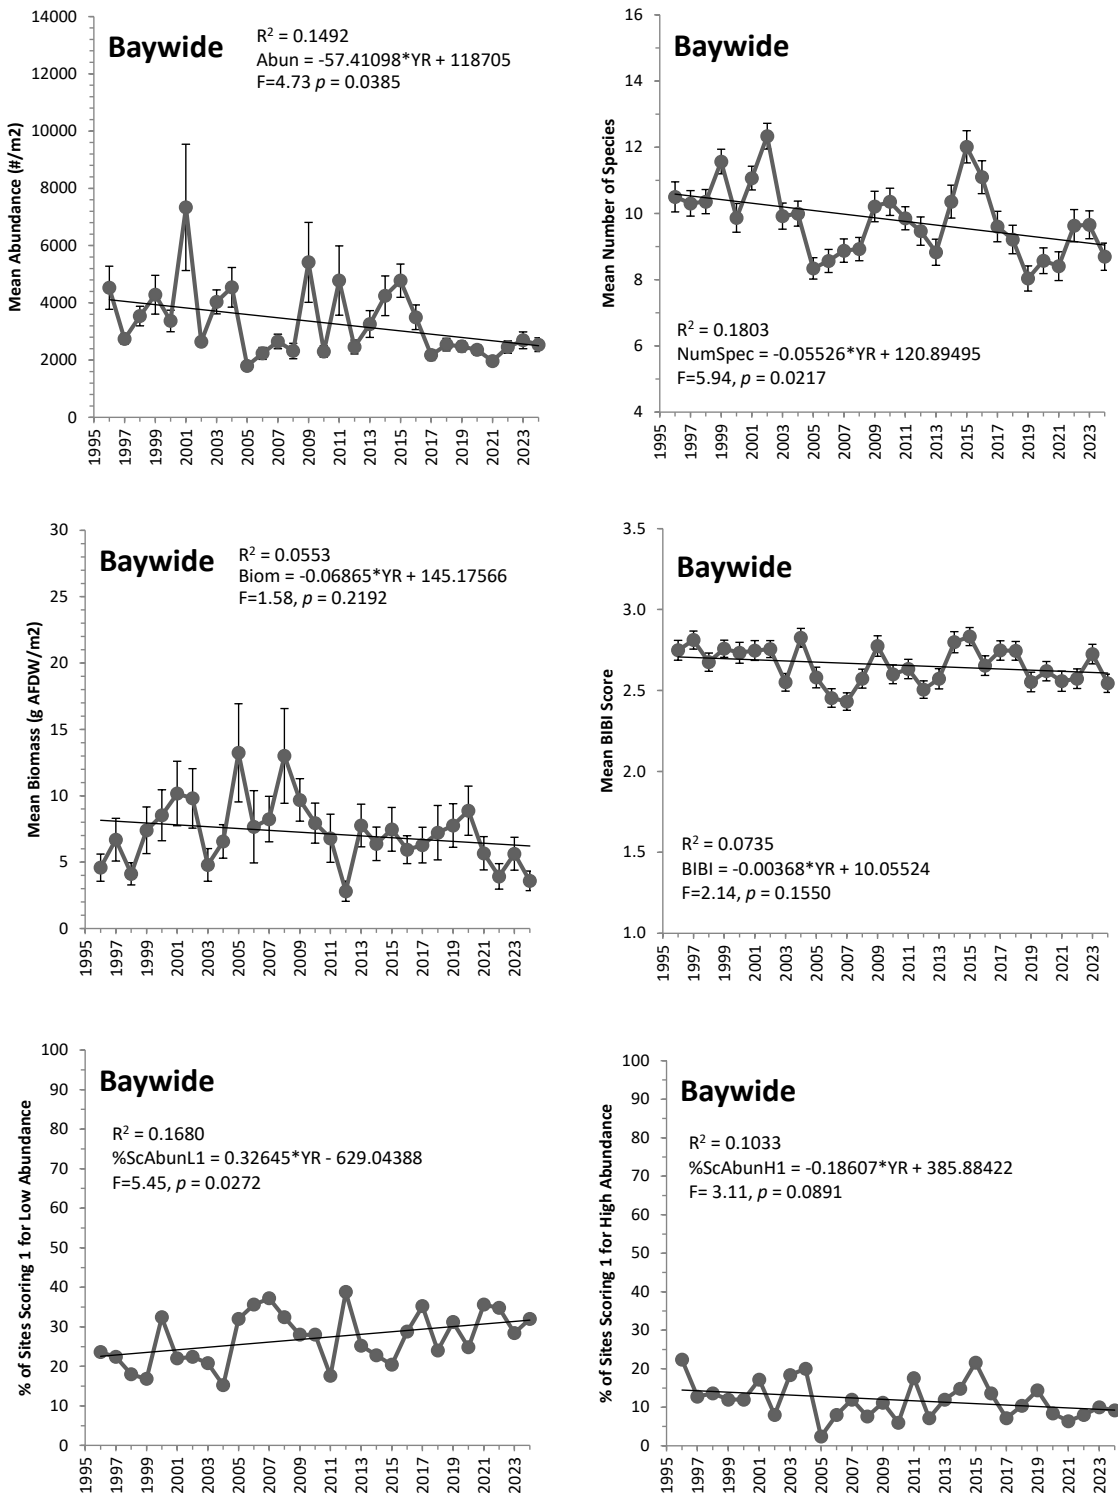 Baywide
R² = 0.1492
Abun = -57.41098*YR + 118705
F=4.73 p = 0.0385
Mean Abundance (#/m2)
14000
12000
10000
8000
6000
4000
2000
0
1995 1997 1999 2001 2003 2005 2007 2009 2011 2013 2015 2017 2019 2021 2023
Baywide
R² = 0.1803
NumSpec = -0.05526*YR + 120.89495
F=5.94, p = 0.0217
Mean Number of Species
16
14
12
10
8
6
4
1995 1997 1999 2001 2003 2005 2007 2009 2011 2013 2015 2017 2019 2021 2023
Baywide
R² = 0.0553
Biom = -0.06865*YR + 145.17566
F=1.58, p = 0.2192
Mean Biomass (g AFDW/m2)
30
25
20
15
10
5
0
1995 1997 1999 2001 2003 2005 2007 2009 2011 2013 2015 2017 2019 2021 2023
Baywide
R² = 0.0735
BIBI = -0.00368*YR + 10.05524
F=2.14, p = 0.1550
Mean BIBI Score
3.5
3.0
2.5
2.0
1.5
1.0
1995 1997 1999 2001 2003 2005 2007 2009 2011 2013 2015 2017 2019 2021 2023
Baywide
R² = 0.1680
%ScAbunL1 = 0.32645*YR - 629.04388
F=5.45, p = 0.0272
% of Sites Scoring 1 for Low Abundance
100
90
80
70
60
50
40
30
20
10
0
1995 1997 1999 2001 2003 2005 2007 2009 2011 2013 2015 2017 2019 2021 2023
Baywide
R² = 0.1033
%ScAbunH1 = -0.18607*YR + 385.88422
F= 3.11, p = 0.0891
% of Sites Scoring 1 for High Abundance
100
90
80
70
60
50
40
30
20
10
0
1995 1997 1999 2001 2003 2005 2007 2009 2011 2013 2015 2017 2019 2021 2023